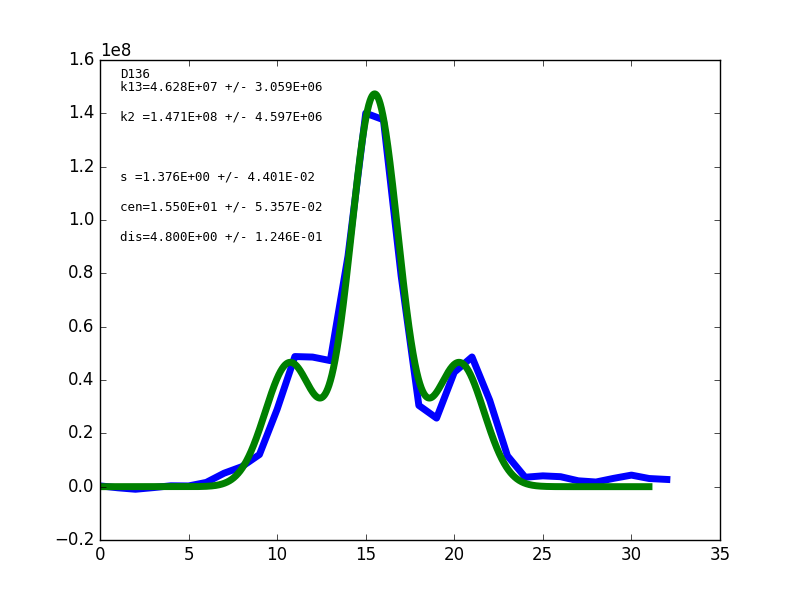 1e8
D136
k13=4.628E+07 +/- 3.059E+06
k2 =1.471E+08 +/- 4.597E+06
s =1.376E+00 +/- 4.401E-02
cen=1.550E+01 +/- 5.357E-02
dis=4.800E+00 +/- 1.246E-01
1.6
1.4
1.2
1.0
0.8
0.6
0.4
0.2
0.0
−0.2
0 5 10 15 20 25 30 35